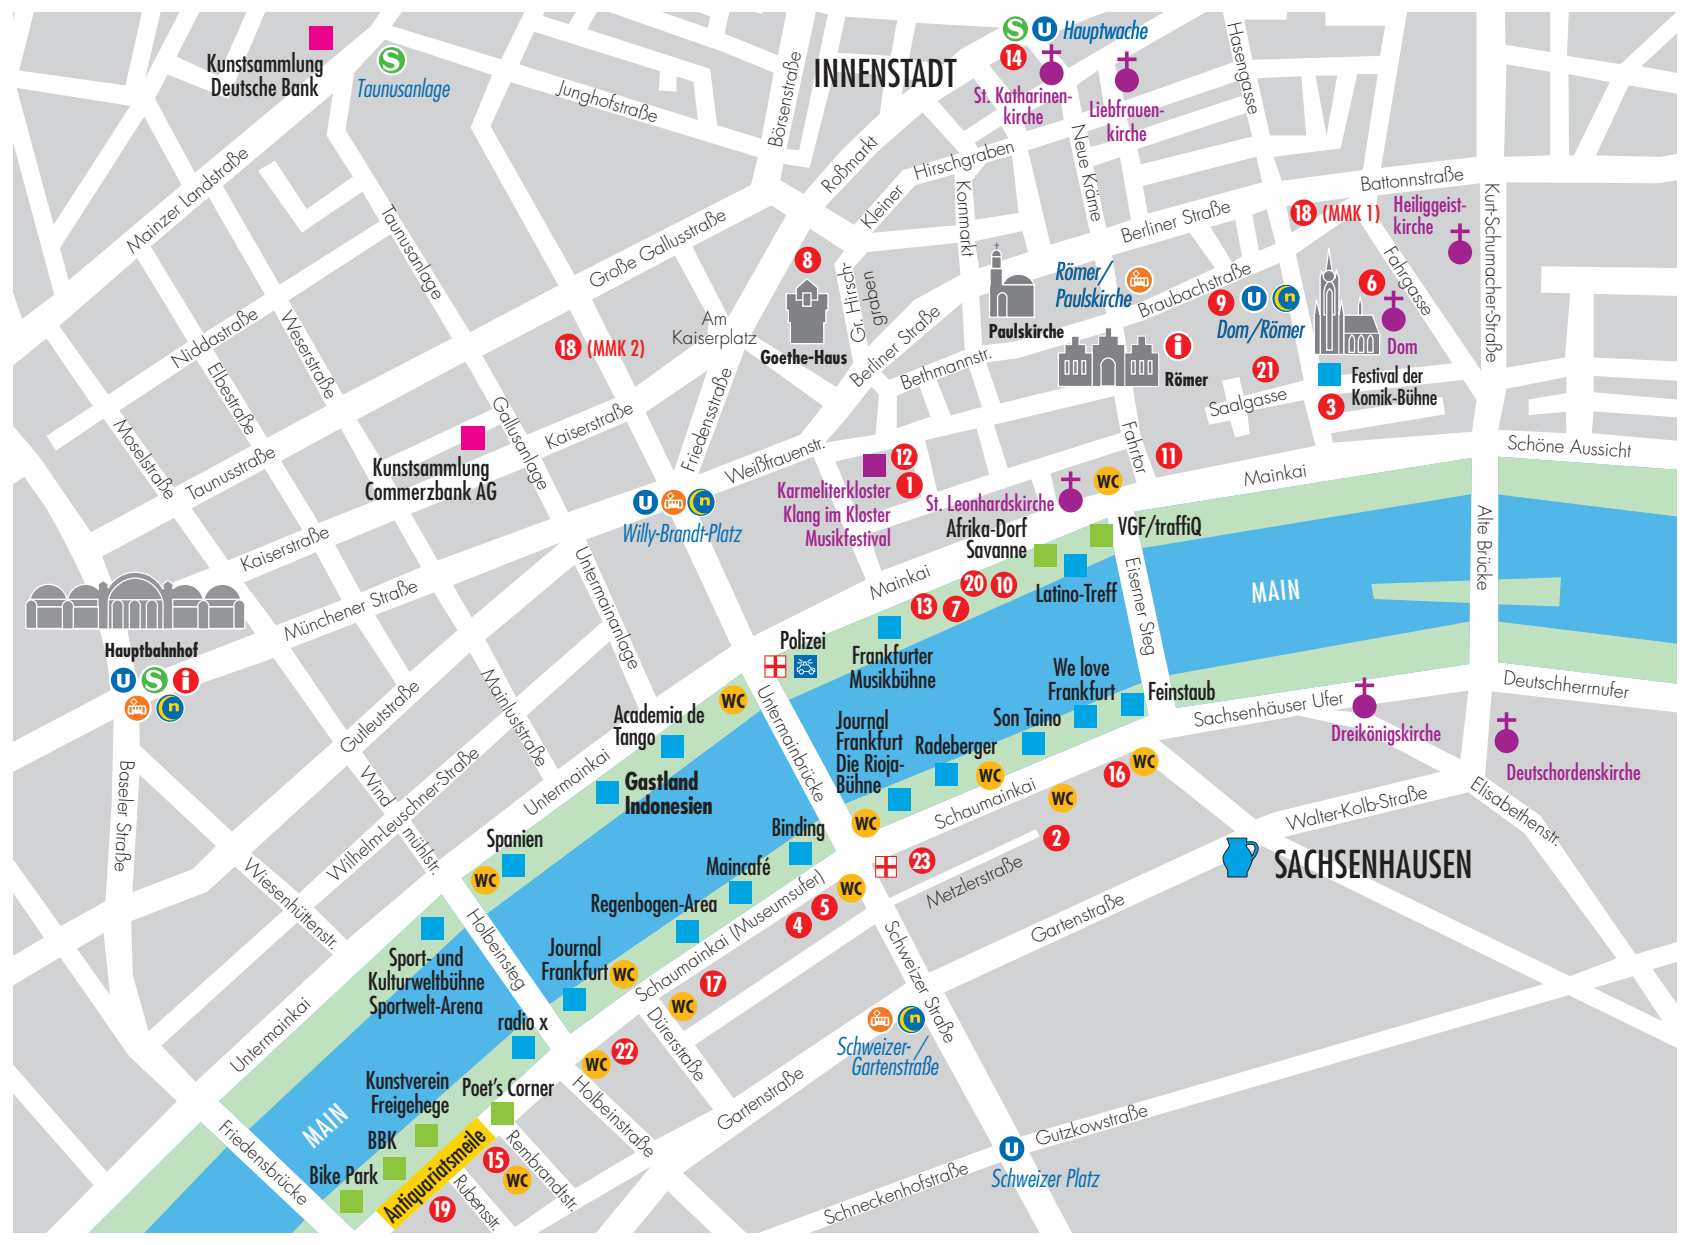 Kunstsammlung
Deutsche Bank
S
Taunusanlage
Junghofstraße
Börsenstraße
INNENSTADT
S
U
Hauptwache
14
St. Katharinen-
kirche
Liebfrauen-
kirche
Hasengasse
Mainzer Landstraße
Taunusanlage
Roßmarkt
Kleiner
Hirschgraben
Kornmarkt
Neue Kräme
Berliner Straße
Battonnstraße
18 (MMK 1)
Heiliggeist-
kirche
Kurt-Schumacher-Straße
Große Gallusstraße
8
Goethe-Haus
Gr. Hirsch-
graben
Am
Kaiserplatz
Paulskirche
Römer/
Paulskirche
Braubachstraße
9
U
n
Dom/Römer
6
Dom
Fahrgasse
Niddastraße
Weserstraße
Elbestraße
18 (MMK 2)
Friedensstraße
Berliner Straße
Bethmannstr.
i
Römer
21
Saalgasse
Festival der
Komik-Bühne
3
Moselstraße
Taunusstraße
Kunstsammlung
Commerzbank AG
Gallusanlage
Kaiserstraße
Weißfrauenstr.
12
1
Karmeliterkloster
Klang im Kloster
Musikfestival
St. Leonhardskirche
WC
Fahrtor
11
Mainkai
Schöne Aussicht
Kaiserstraße
U
n
Willy-Brandt-Platz
Afrika-Dorf
Savanne
VGF/traffiQ
Latino-Treff
Eiserner Steg
MAIN
Alte Brücke
Hauptbahnhof
U
S
i
n
Münchener Straße
Untermainanlage
Mainkai
20
10
13
7
Polizei
Frankfurter
Musikbühne
We love
Frankfurt
Feinstaub
Son Taino
Radeberger
Journal
Frankfurt
Die Rioja-
Bühne
Sachsenhäuser Ufer
Dreikönigskirche
Deutschherrnufer
Deutschordenskirche
Gutleutstraße
Mainluststraße
Academia de
Tango
WC
Untermainbrücke
WC
WC
Schaumainkai
WC
16
WC
2
Baseler Straße
Windmühlstr.
Wilhelm-Leuschner-Straße
Wiesenhüttenstr.
Untermainkai
Gastland
Indonesien
Spanien
WC
Binding
Maincafé
Regenbogen-Area
23
Metzlerstraße
Walter-Kolb-Straße
Elisabethenstr.
SACHSENHAUSEN
WC
5
4
Schaumainkai (Museumsufer)
Gartenstraße
Schweizer Straße
Holbeinsteg
Sport- und
Kulturweltbühne
Sportwelt-Arena
Journal
Frankfurt
WC
17
WC
Dürerstraße
radio x
Untermainkai
n
Schweizer-/
Gartenstraße
WC
22
Holbeinstraße
Gartenstraße
Kunstverein
Freigehege
Poet's Corner
MAIN
BBK
Bike Park
Friedensbrücke
Antiquariatsmeile
Rembrandtstr.
15
WC
Rubensstr.
19
Gutzkowstraße
U
Schweizer Platz
Schneckenhofstraße